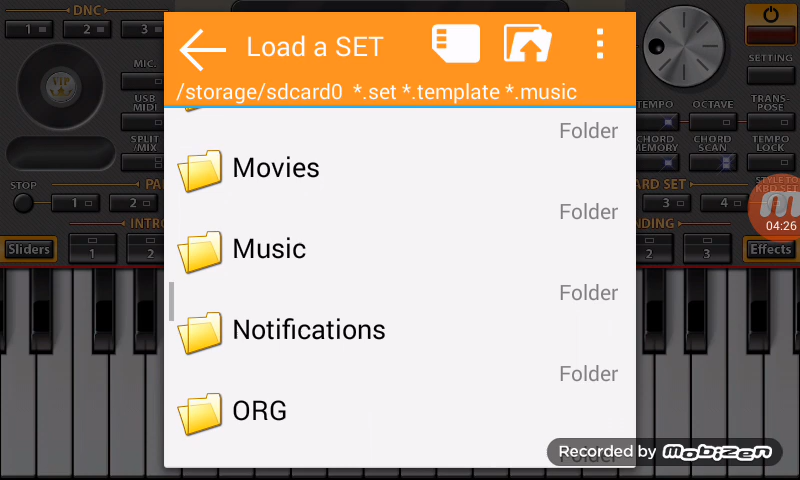 DNC
1
2
3
MIC.
USB
MIDI
SPLIT
/MIX
STOP
1
2
INTRO
Sliders
1
2
Load a SET
/storage/sdcard0 *.set *.template *.music
Folder
Movies
Folder
Music
Folder
Notifications
Folder
ORG
SETTING
TEMPO
OCTAVE
TRANS-
POSE
CHORD
MEMORY
CHORD
SCAN
TEMPO
LOCK
STYLE TO
KBD SET
ARD SET
3
4
04:26
NDING
2
3
Effects
Recorded by mobizen